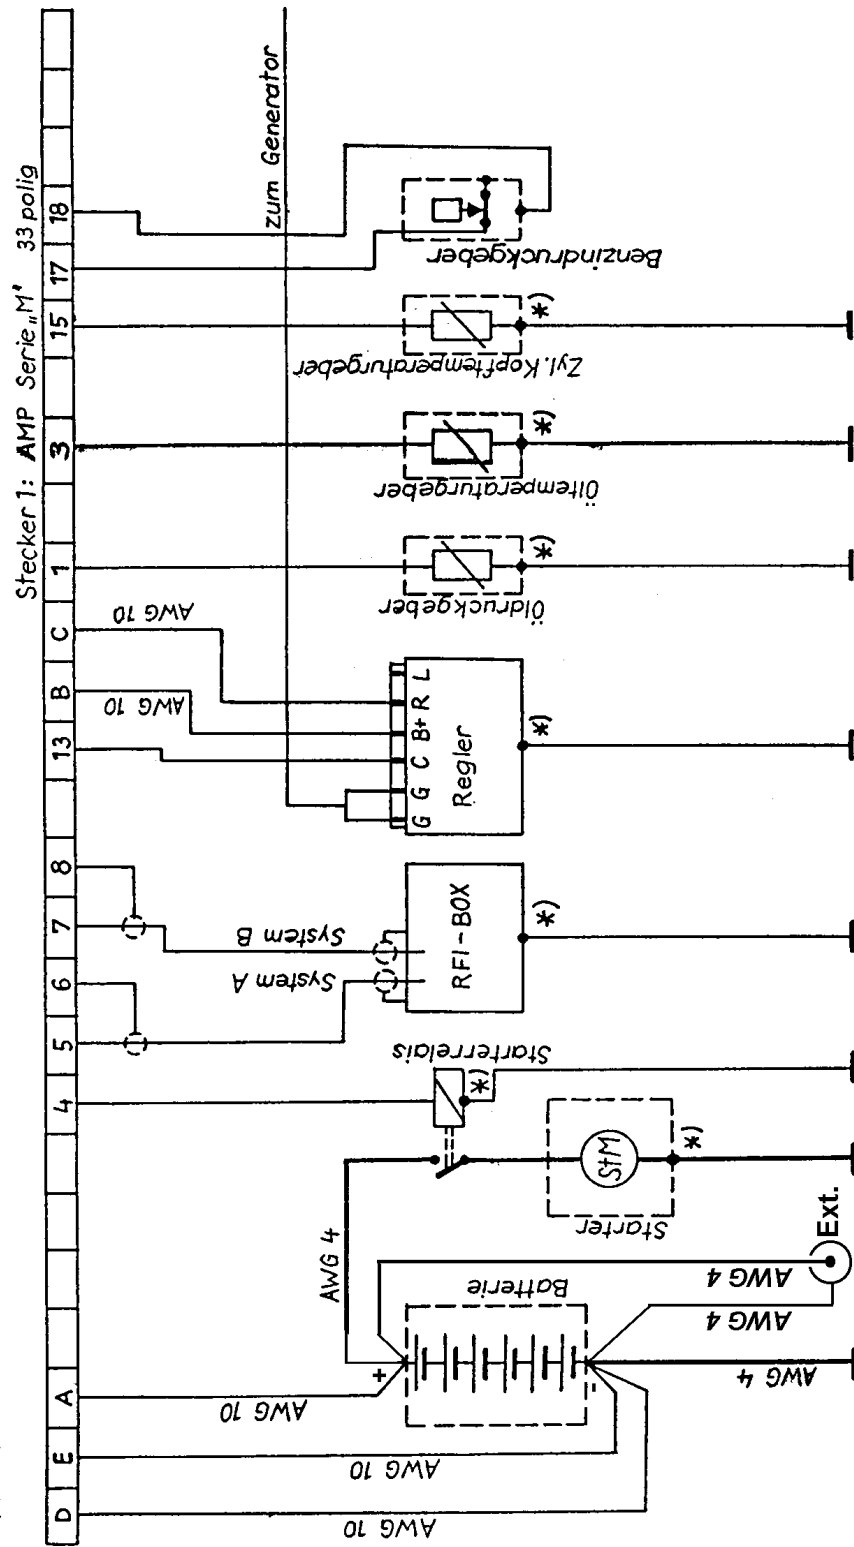 Stecker 1: AMP Serie „M" 33 polig
D
E
A
4
5
6
7
8
13
B
C
1
3
15
17
18
AWG 10
AWG 10
zum Generator
AWG 10
AWG 10
AWG 10
System A
System B
AWG 4
+
-
Batterie
AWG 4
AWG 4
AWG 4
Ext.
Starter
StM
*)
Starterrelais
*)
RFI-BOX
*)
G
G
C
B+
R
L
Regler
*)
Öldruckgeber
*)
Öltemperaturgeber
*)
Zyl. Kopftemperaturgeber
*)
Benzindruckgeber